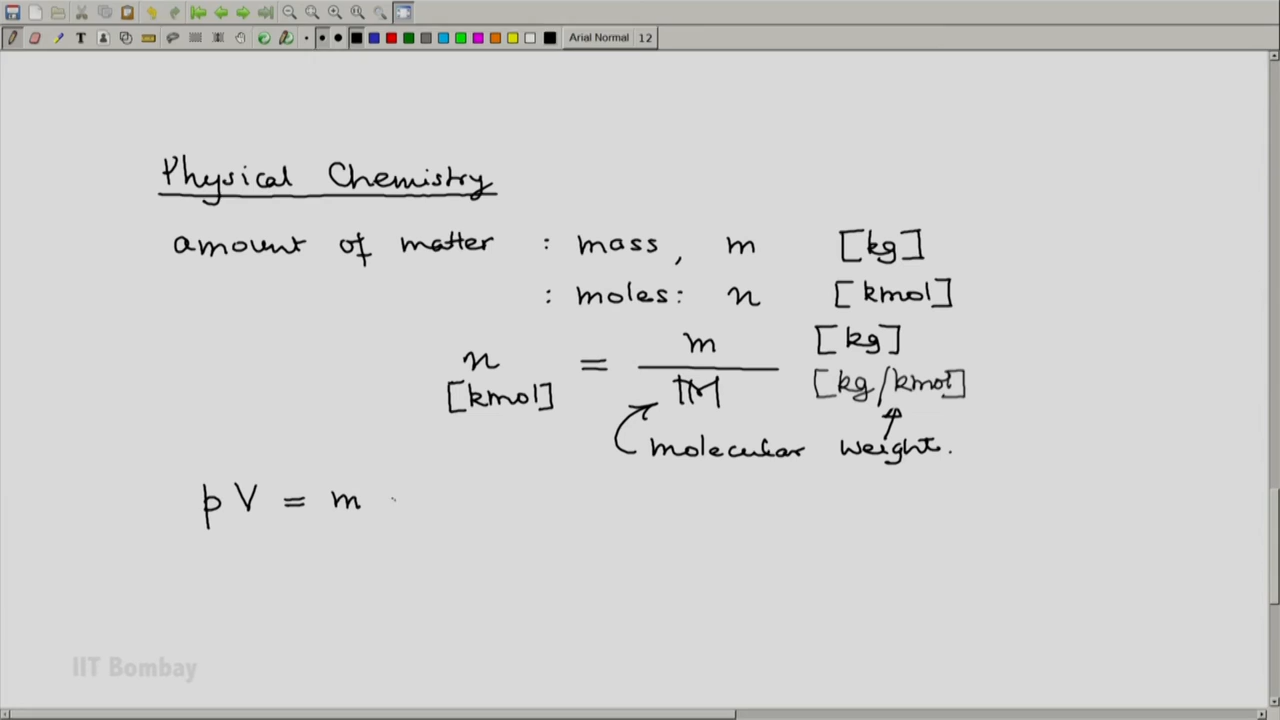 Arial Normal 12
Physical Chemistry
amount of matter : mass, m [kg]
: moles: n [kmol]
n [kmol] = m [kg] / M [kg/kmol]
molecular weight.
pV = m
IIT Bombay